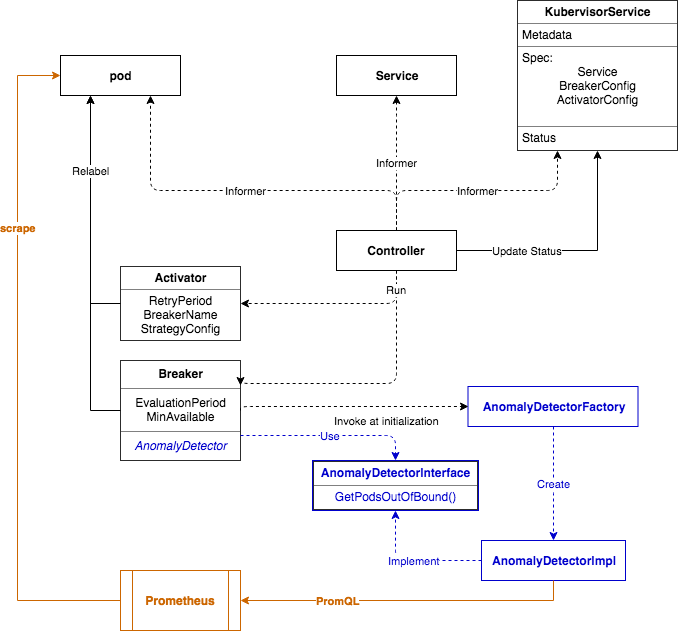 KubervisorService
Metadata
Spec:
Service
BreakerConfig
ActivatorConfig
Status
pod
Service
Relabel
Informer
Informer
Informer
scrape
Controller
Update Status
Activator
RetryPeriod
BreakerName
StrategyConfig
Run
Breaker
EvaluationPeriod
MinAvailable
AnomalyDetector
AnomalyDetectorFactory
Invoke at initialization
Use
AnomalyDetectorInterface
GetPodsOutOfBound()
Create
Implement
AnomalyDetectorImpl
Prometheus
PromQL